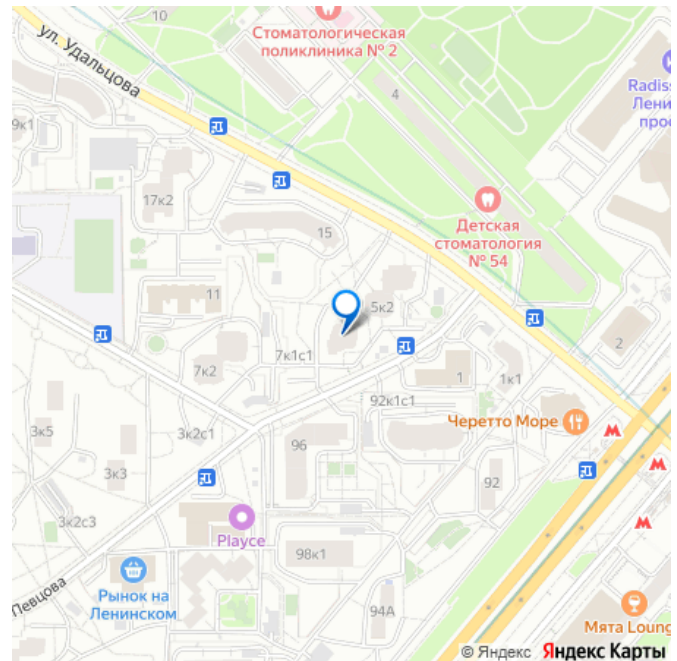 10
Стоматологическая
поликлиника № 2
ул. Удальцова
4
Radiss
Лени
прос
9к1
17к2
15
Детская
стоматология
№ 54
11
5к2
2
7к1с1
7к2
1
1к1
92к1с1
Черетто Море
3к5
3к2с1
96
3к3
92
3к2с3
Playce
98к1
Рынок на
Ленинском
Певцова
94А
Мята Loung
© Яндекс Яндекс Карты